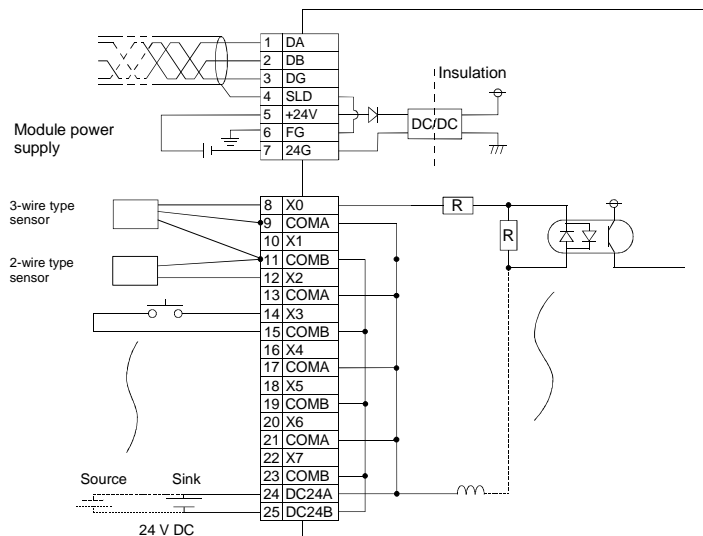 1 DA
2 DB
3 DG
4 SLD
5 +24V
6 FG
7 24G
Module power
supply
Insulation
DC/DC
8 X0
9 COMA
10 X1
11 COMB
12 X2
13 COMA
14 X3
15 COMB
16 X4
17 COMA
18 X5
19 COMB
20 X6
21 COMA
22 X7
23 COMB
24 DC24A
25 DC24B
3-wire type
sensor
2-wire type
sensor
R
R
Source
Sink
24 V DC